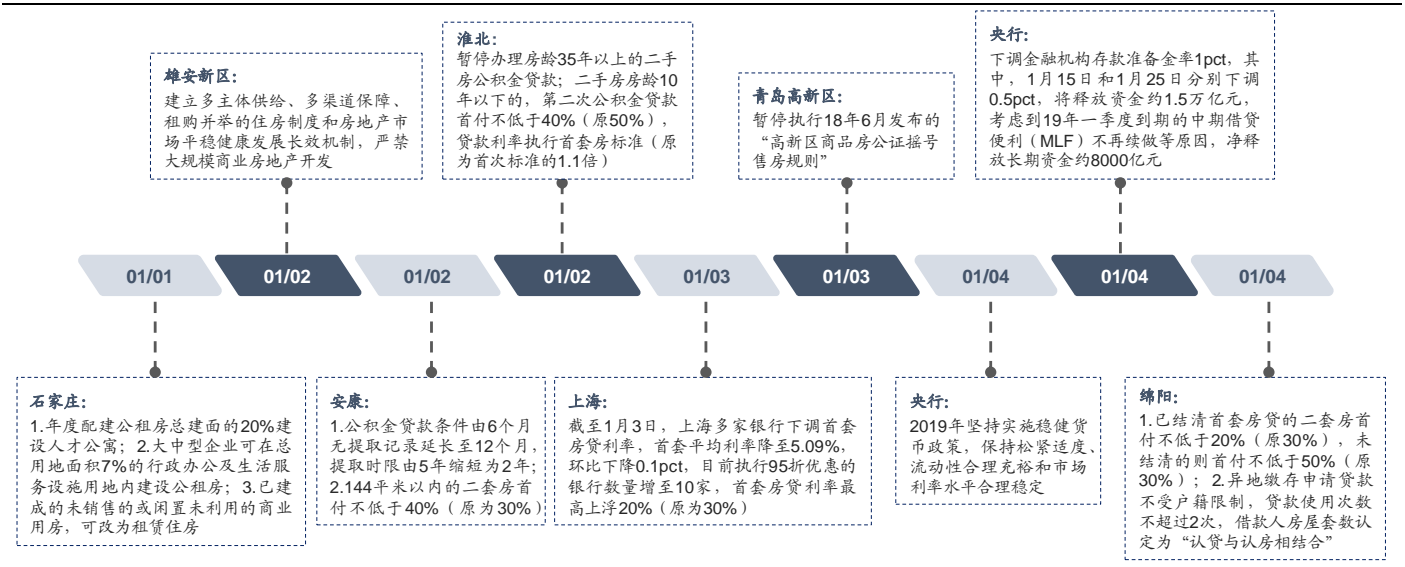 雄安新区：
建立多主体供给、多渠道保障、
租购并举的住房制度和房地产市
场平稳健康发展长效机制，严禁
大规模商业房地产开发
淮北：
暂停办理房龄35年以上的二手
房公积金贷款；二手房房龄10
年以下的，第二次公积金贷款
首付不低于40%（原50%），
贷款利率执行首套房标准（原
为首次标准的1.1倍）
青岛高新区：
暂停执行18年6月发布的
“高新区商品房公证摇号
售房规则”
央行：
下调金融机构存款准备金率1pct，其
中，1月15日和1月25日分别下调
0.5pct，将释放资金约1.5万亿元，
考虑到19年一季度到期的中期借贷
便利（MLF）不再续做等原因，净释
放长期资金约8000亿元
01/01
01/02
01/02
01/02
01/03
01/03
01/04
01/04
01/04
石家庄：
1.年度配建公租房总建面的20%建
设人才公寓；2.大中型企业可在总
用地面积7%的行政办公及生活服
务设施用地内建设公租房；3.已建
成的未销售的或闲置未利用的商业
用房，可改为租赁住房
安康：
1.公积金贷款条件由6个月
无提取记录延长至12个月，
提取时限由5年缩短为2年；
2.144平米以内的二套房首
付不低于40%（原为30%）
上海：
截至1月3日，上海多家银行下调首套
房贷利率，首套平均利率降至5.09%，
环比下降0.1pct，目前执行95折优惠的
银行数量增至10家，首套房贷利率最
高上浮20%（原为30%）
央行：
2019年坚持实施稳健货
币政策，保持松紧适度、
流动性合理充裕和市场
利率水平合理稳定
绵阳：
1.已结清首套房贷的二套房首
付不低于20%（原30%），未
结清的则首付不低于50%（原
30%）；2.异地缴存申请贷款
不受户籍限制，贷款使用次数
不超过2次，借款人房屋套数认
定为“认贷与认房相结合”